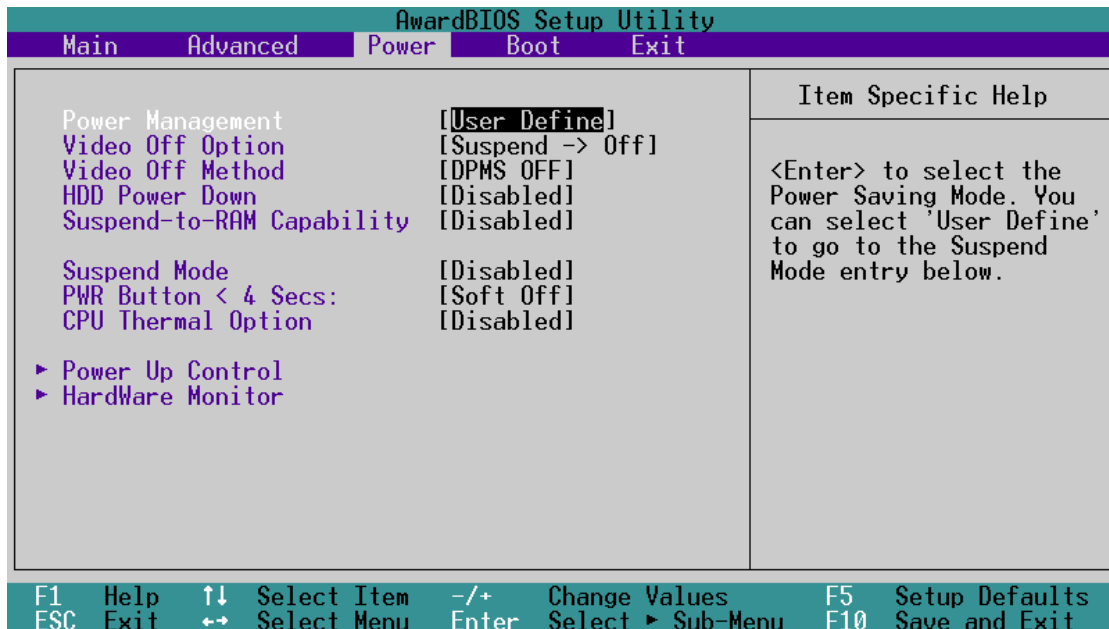 AwardBIOS Setup Utility
Main Advanced Power Boot Exit
Item Specific Help
Power Management [User Define]
Video Off Option [Suspend -> Off]
Video Off Method [DPMS OFF]
HDD Power Down [Disabled]
Suspend-to-RAM Capability [Disabled]
Suspend Mode [Disabled]
PWR Button < 4 Secs: [Soft Off]
CPU Thermal Option [Disabled]
► Power Up Control
► HardWare Monitor
<Enter> to select the
Power Saving Mode. You
can select 'User Define'
to go to the Suspend
Mode entry below.
F1 Help ↑↓ Select Item -/+ Change Values F5 Setup Defaults
ESC Exit ←→ Select Menu Enter Select ► Sub-Menu F10 Save and Exit